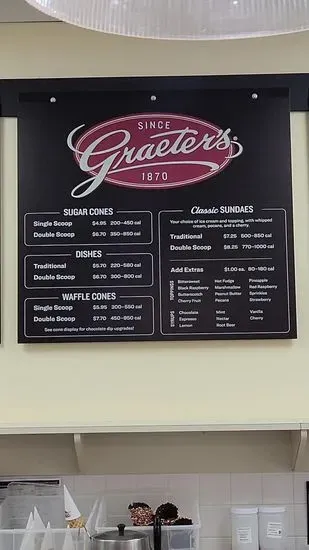 SINCE
Graeter's
1870
SUGAR CONES
Single Scoop $4.95 200-450 cal
Double Scoop $6.70 350-850 cal
DISHES
Traditional $5.70 220-580 cal
Double Scoop $6.70 300-800 cal
WAFFLE CONES
Single Scoop $5.95 300-550 cal
Double Scoop $7.70 450-950 cal
See cone display for chocolate dip upgrades!
Classic SUNDAES
Your choice of ice cream and topping, with whipped
cream, pecans, and a cherry.
Traditional $7.25 500-850 cal
Double Scoop $8.25 770-1000 cal
Add Extras $1.00 ea. 80-180 cal
TOPPINGS
Bittersweet Hot Fudge Pineapple
Black Raspberry Marshmallow Red Raspberry
Butterscotch Peanut Butter Sprinkles
Cherry Fruit Pecans Strawberry
SYRUPS
Chocolate Mint Vanilla
Espresso Nectar Cherry
Lemon Root Beer